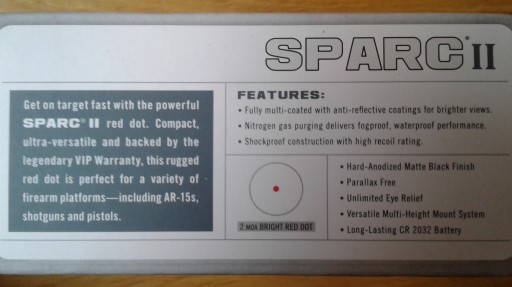 SPARC® II
Get on target fast with the powerful
SPARC® II red dot. Compact,
ultra-versatile and backed by the
legendary VIP Warranty, this rugged
red dot is perfect for a variety of
firearm platforms—including AR-15s,
shotguns and pistols.
FEATURES:
• Fully multi-coated with anti-reflective coatings for brighter views.
• Nitrogen gas purging delivers fogproof, waterproof performance.
• Shockproof construction with high recoil rating.
2 MOA BRIGHT RED DOT
• Hard-Anodized Matte Black Finish
• Parallax Free
• Unlimited Eye Relief
• Versatile Multi-Height Mount System
• Long-Lasting CR 2032 Battery